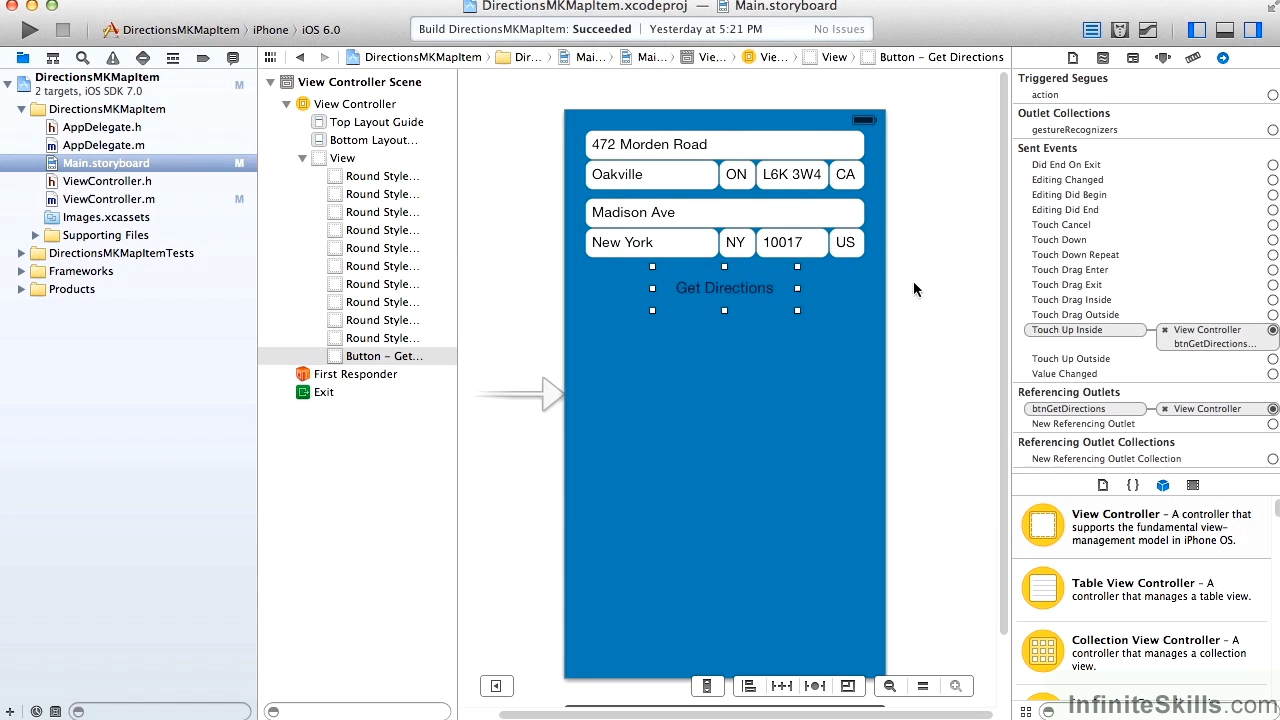 DirectionsMKMapItem.xcodeproj — Main.storyboard
DirectionsMKMapItem iPhone iOS 6.0
Build DirectionsMKMapItem: Succeeded Yesterday at 5:21 PM No Issues
DirectionsMKMapItem Dir... Mai... Mai... Vie... Vie... View Button – Get Directions
DirectionsMKMapItem
2 targets, iOS SDK 7.0 M
DirectionsMKMapItem
AppDelegate.h
AppDelegate.m
Main.storyboard M
ViewController.h
ViewController.m M
Images.xcassets
Supporting Files
DirectionsMKMapItemTests
Frameworks
Products
View Controller Scene
View Controller
Top Layout Guide
Bottom Layout...
View
Round Style...
Round Style...
Round Style...
Round Style...
Round Style...
Round Style...
Round Style...
Round Style...
Round Style...
Round Style...
Button – Get...
First Responder
Exit
472 Morden Road
Oakville ON L6K 3W4 CA
Madison Ave
New York NY 10017 US
Get Directions
Triggered Segues
action
Outlet Collections
gestureRecognizers
Sent Events
Did End On Exit
Editing Changed
Editing Did Begin
Editing Did End
Touch Cancel
Touch Down
Touch Down Repeat
Touch Drag Enter
Touch Drag Exit
Touch Drag Inside
Touch Drag Outside
Touch Up Inside View Controller
btnGetDirections...
Touch Up Outside
Value Changed
Referencing Outlets
btnGetDirections View Controller
New Referencing Outlet
Referencing Outlet Collections
New Referencing Outlet Collection
View Controller – A controller that
supports the fundamental view-
management model in iPhone OS.
Table View Controller – A
controller that manages a table view.
Collection View Controller – A
controller that manages a collection
view.
InfiniteSkills.com